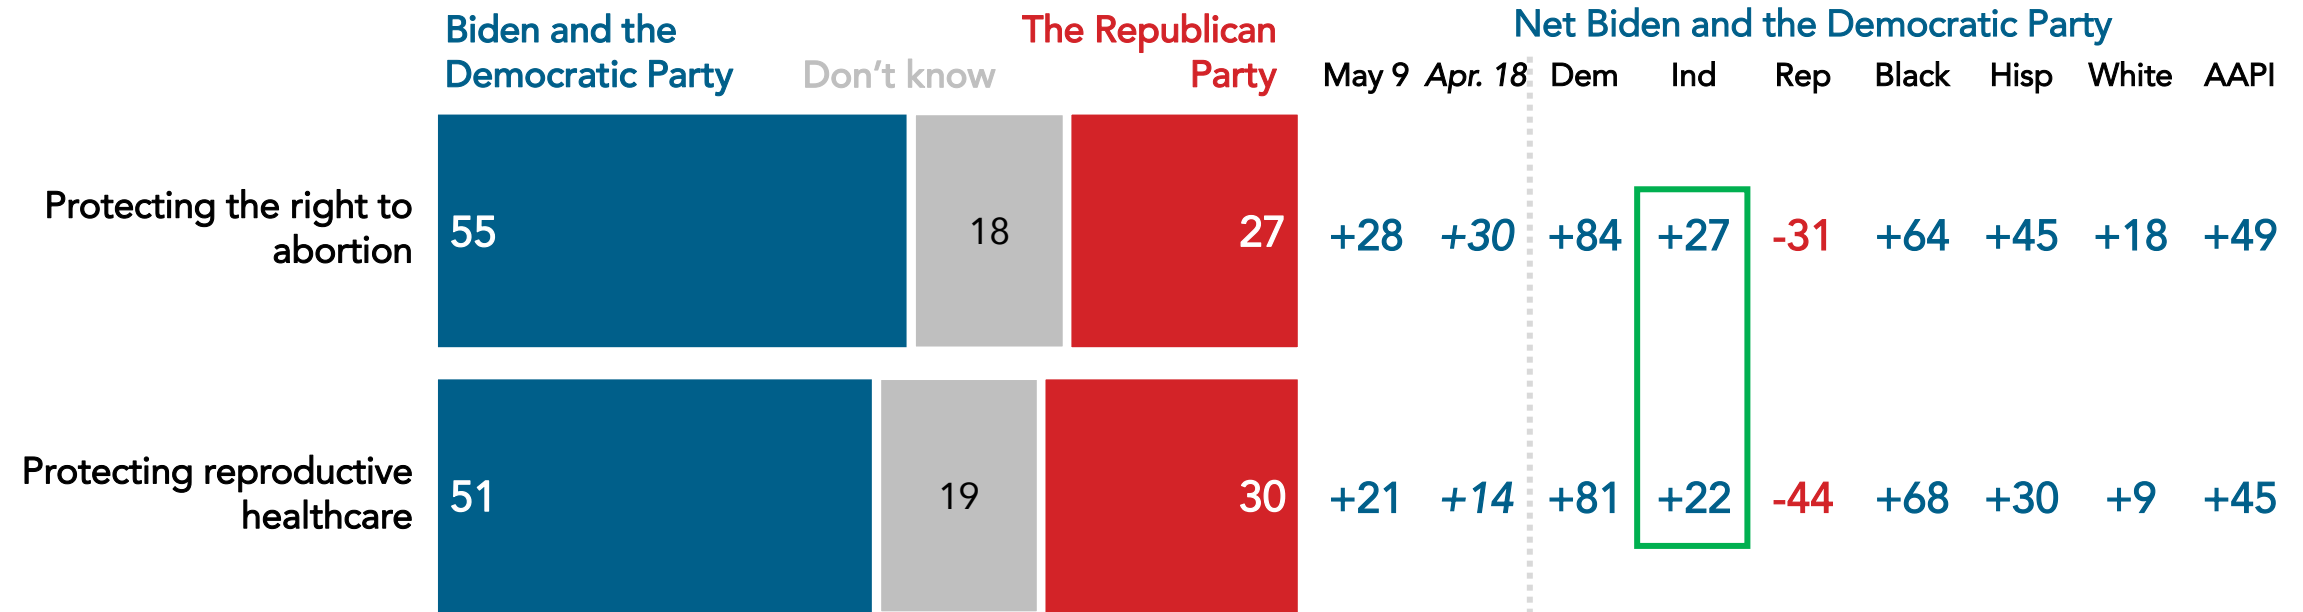 Biden and the
Democratic Party
Don't know
The Republican
Party
Net Biden and the Democratic Party
May 9 Apr. 18 Dem Ind Rep Black Hisp White AAPI
Protecting the right to
abortion
55 18 27 +28 +30 +84 +27 -31 +64 +45 +18 +49
Protecting reproductive
healthcare
51 19 30 +21 +14 +81 +22 -44 +68 +30 +9 +45